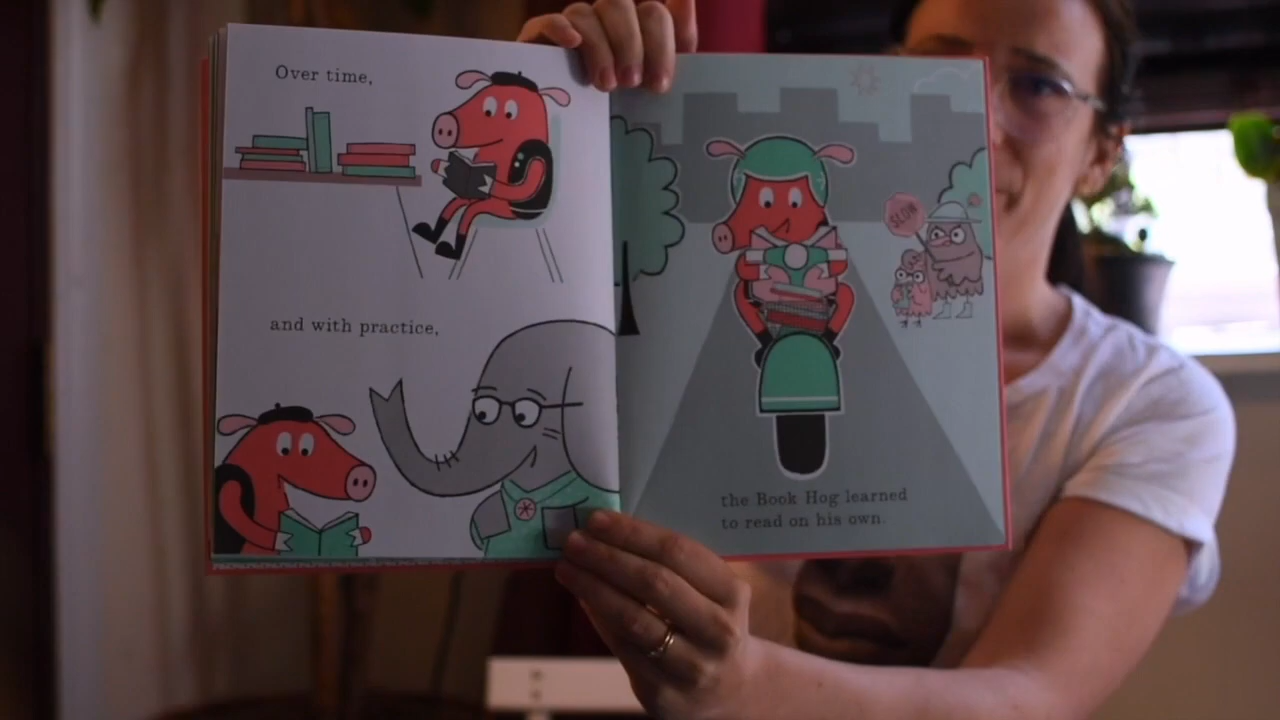 Over time,
and with practice,
SLOW
the Book Hog learned
to read on his own.